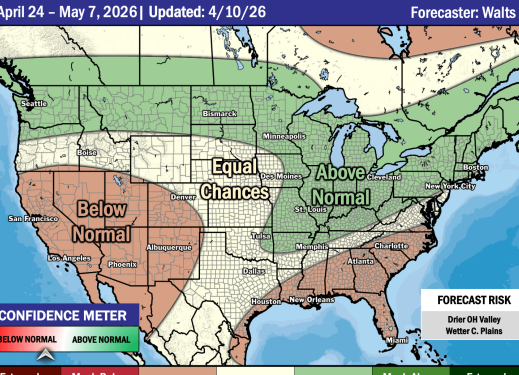 April 24 – May 7, 2026| Updated: 4/10/26
Forecaster: Walts
Seattle
Bismarck
Minneapolis
Boise
Boston
Equal
Chances
Above
Normal
Des Moines
Cleveland
New York City
Denver
St. Louis
Below
Normal
San Francisco
Tulsa
Memphis
Charlotte
Albuquerque
Los Angeles
Phoenix
Atlanta
Dallas
Houston
New Orleans
Miami
CONFIDENCE METER
BELOW NORMAL
ABOVE NORMAL
FORECAST RISK
Drier OH Valley
Wetter C. Plains